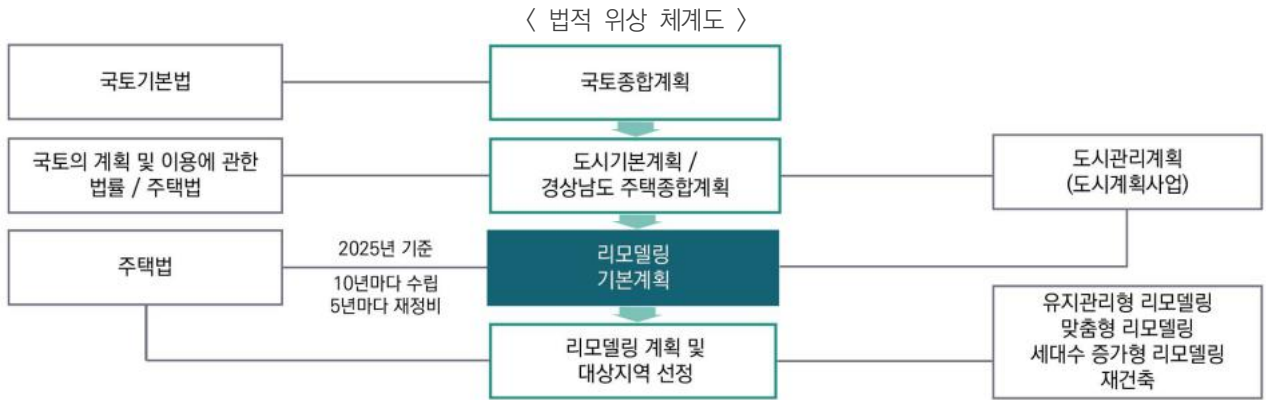 〈 법적 위상 체계도 〉
국토기본법
국토종합계획
국토의 계획 및 이용에 관한
법률 / 주택법
도시기본계획 /
경상남도 주택종합계획
도시관리계획
(도시계획사업)
주택법
2025년 기준
10년마다 수립
5년마다 재정비
리모델링
기본계획
리모델링 계획 및
대상지역 선정
유지관리형 리모델링
맞춤형 리모델링
세대수 증가형 리모델링
재건축